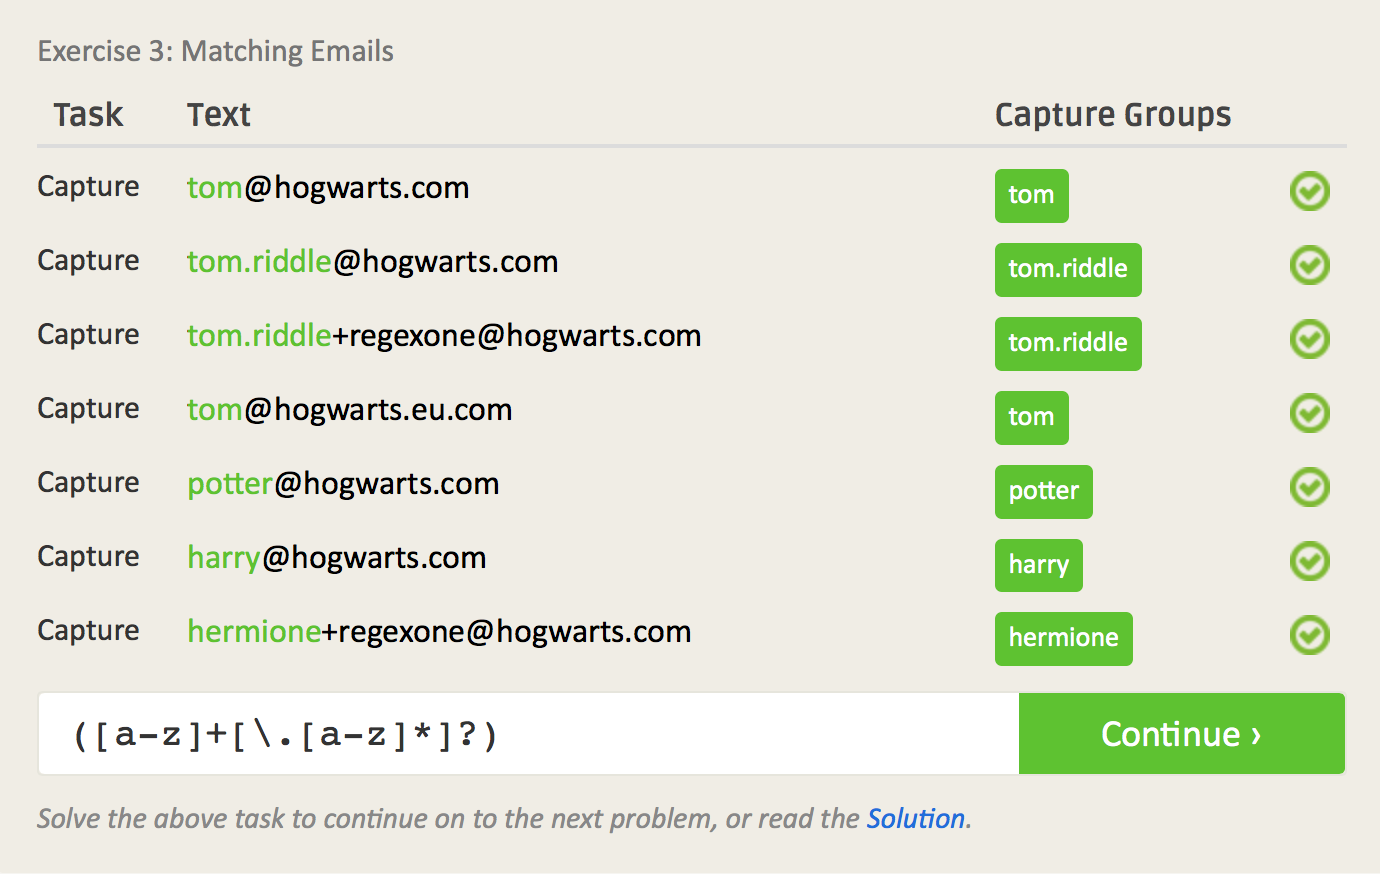 Exercise 3: Matching Emails
Task Text Capture Groups
Capture tom@hogwarts.com tom
Capture tom.riddle@hogwarts.com tom.riddle
Capture tom.riddle+regexone@hogwarts.com tom.riddle
Capture tom@hogwarts.eu.com tom
Capture potter@hogwarts.com potter
Capture harry@hogwarts.com harry
Capture hermione+regexone@hogwarts.com hermione
([a-z]+[\.[a-z]*]?) Continue ›
Solve the above task to continue on to the next problem, or read the Solution.